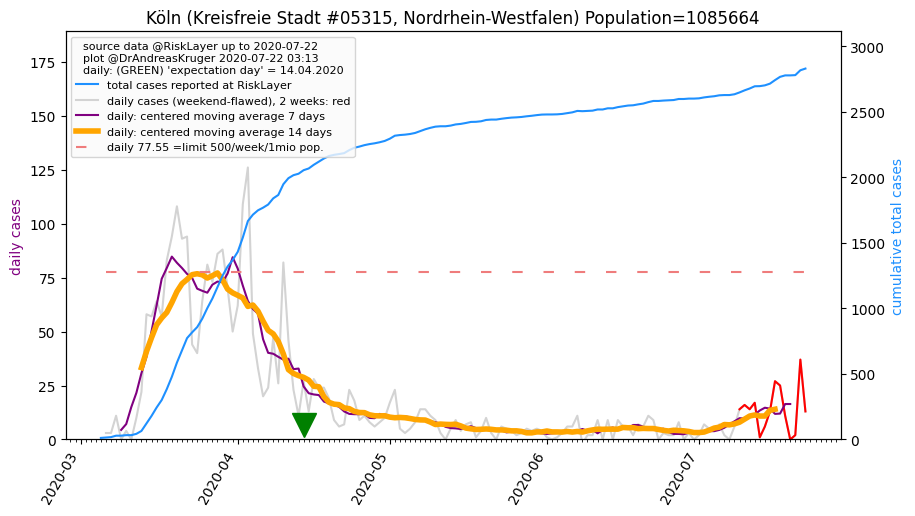 Köln (Kreisfreie Stadt #05315, Nordrhein-Westfalen) Population=1085664
source data @RiskLayer up to 2020-07-22
plot @DrAndreasKruger 2020-07-22 03:13
daily: (GREEN) 'expectation day' = 14.04.2020
total cases reported at RiskLayer
daily cases (weekend-flawed), 2 weeks: red
daily: centered moving average 7 days
daily: centered moving average 14 days
daily 77.55 =limit 500/week/1mio pop.
daily cases
175
150
125
100
75
50
25
0
3000
2500
2000
1500
1000
500
0
cumulative total cases
2020-03
2020-04
2020-05
2020-06
2020-07